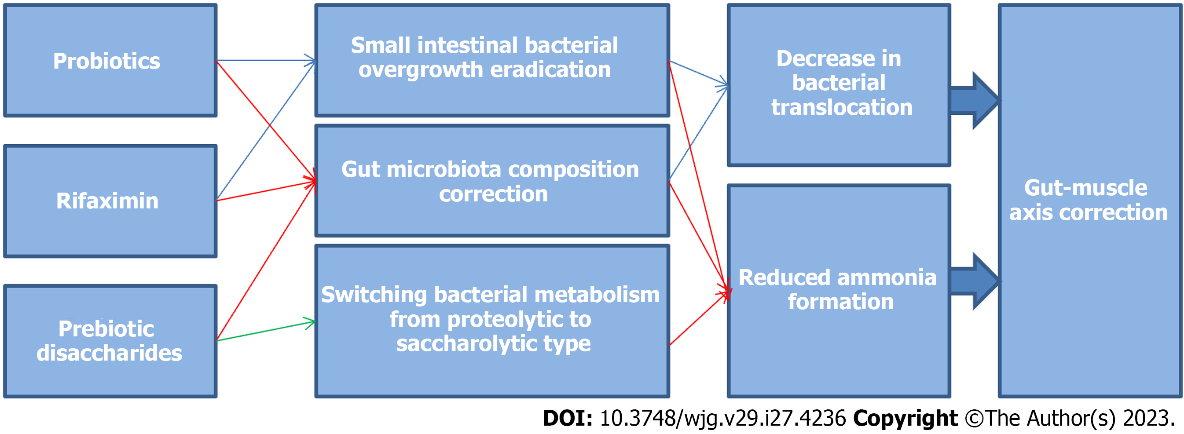 Probiotics
Rifaximin
Prebiotic
disaccharides
Small intestinal bacterial
overgrowth eradication
Gut microbiota composition
correction
Switching bacterial metabolism
from proteolytic to
saccharolytic type
Decrease in
bacterial
translocation
Reduced ammonia
formation
Gut-muscle
axis correction
DOI: 10.3748/wjg.v29.i27.4236 Copyright ©The Author(s) 2023.